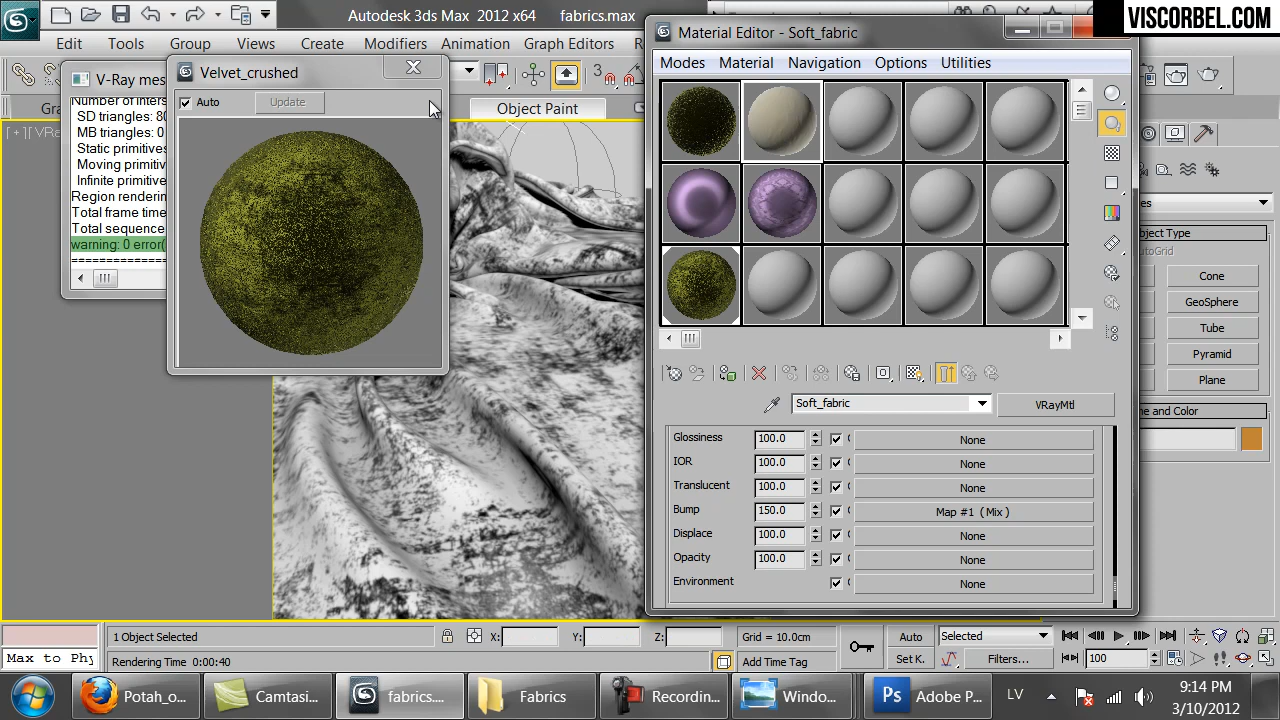 Autodesk 3ds Max 2012 x64 fabrics.max
VISCORBEL.COM
Edit Tools Group Views Create Modifiers Animation Graph Editors
Material Editor - Soft_fabric
Modes Material Navigation Options Utilities
V-Ray mes
Velvet_crushed
Auto Update
Object Paint
SD triangles: 80
MB triangles: 0
Static primitives
Moving primitiv
Infinite primitiv
Region renderin
Total frame time
Total sequence
warning: 0 error(
Object Type
AutoGrid
Cone
GeoSphere
Tube
Pyramid
Plane
me and Color
Soft_fabric VRayMtl
Glossiness 100.0 None
IOR 100.0 None
Translucent 100.0 None
Bump 150.0 Map #1 ( Mix )
Displace 100.0 None
Opacity 100.0 None
Environment None
1 Object Selected X: Y: Z: Grid = 10.0cm Auto Selected
Max to Phy Rendering Time 0:00:40 Add Time Tag Set K. Filters... 100
Potah_o... Camtasi... fabrics.... Fabrics Recordin... Windo... Adobe P... LV
9:14 PM
3/10/2012